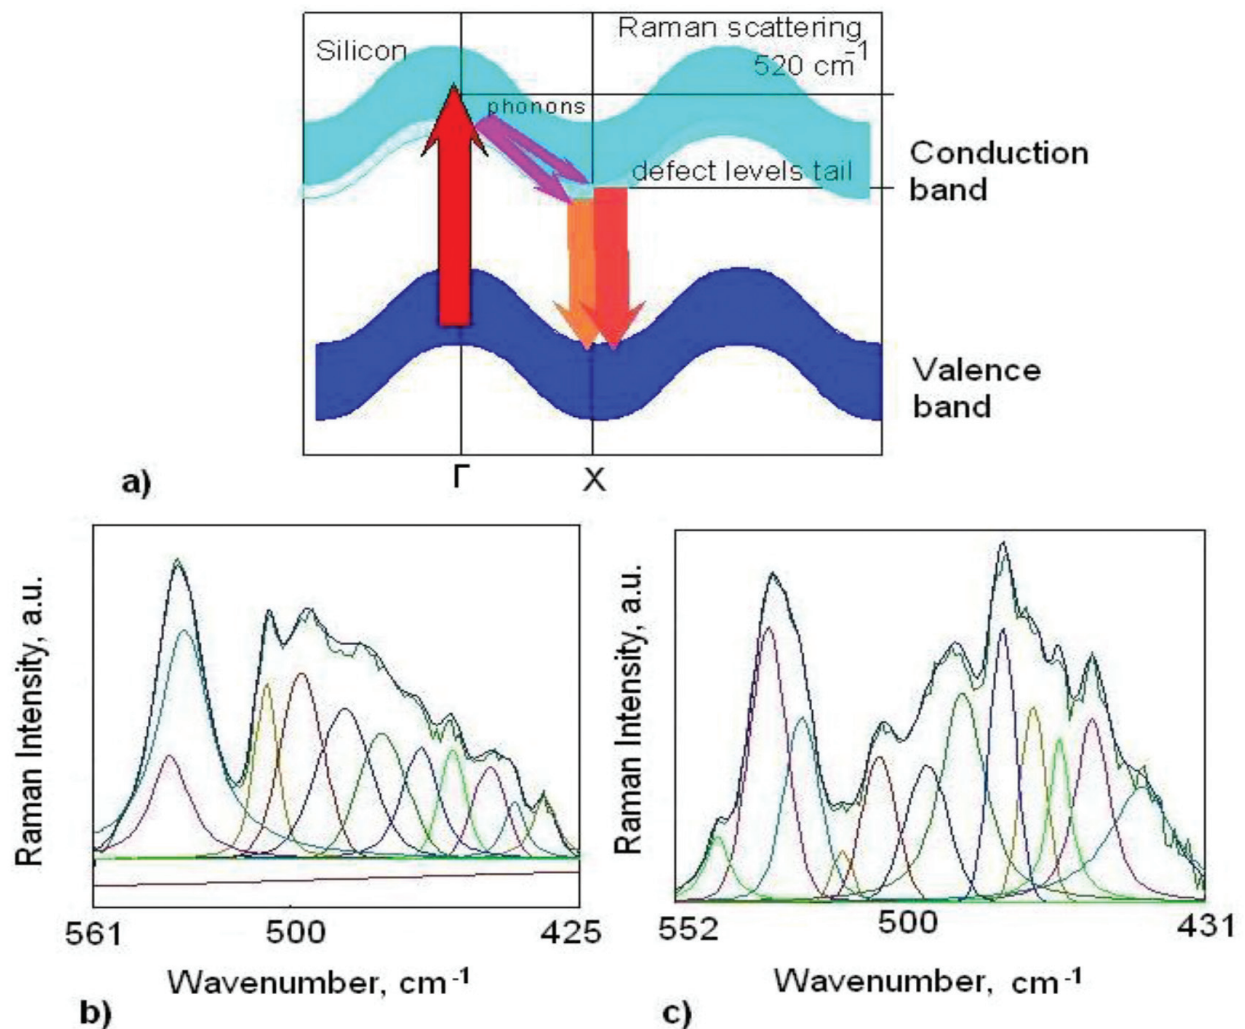 Silicon
Raman scattering
520 cm-1
phonons
defect levels tail
Conduction
band
Valence
band
a)
Γ
X
Raman Intensity, a.u.
561
500
425
Wavenumber, cm-1
b)
Raman Intensity, a.u.
552
500
431
Wavenumber, cm-1
c)